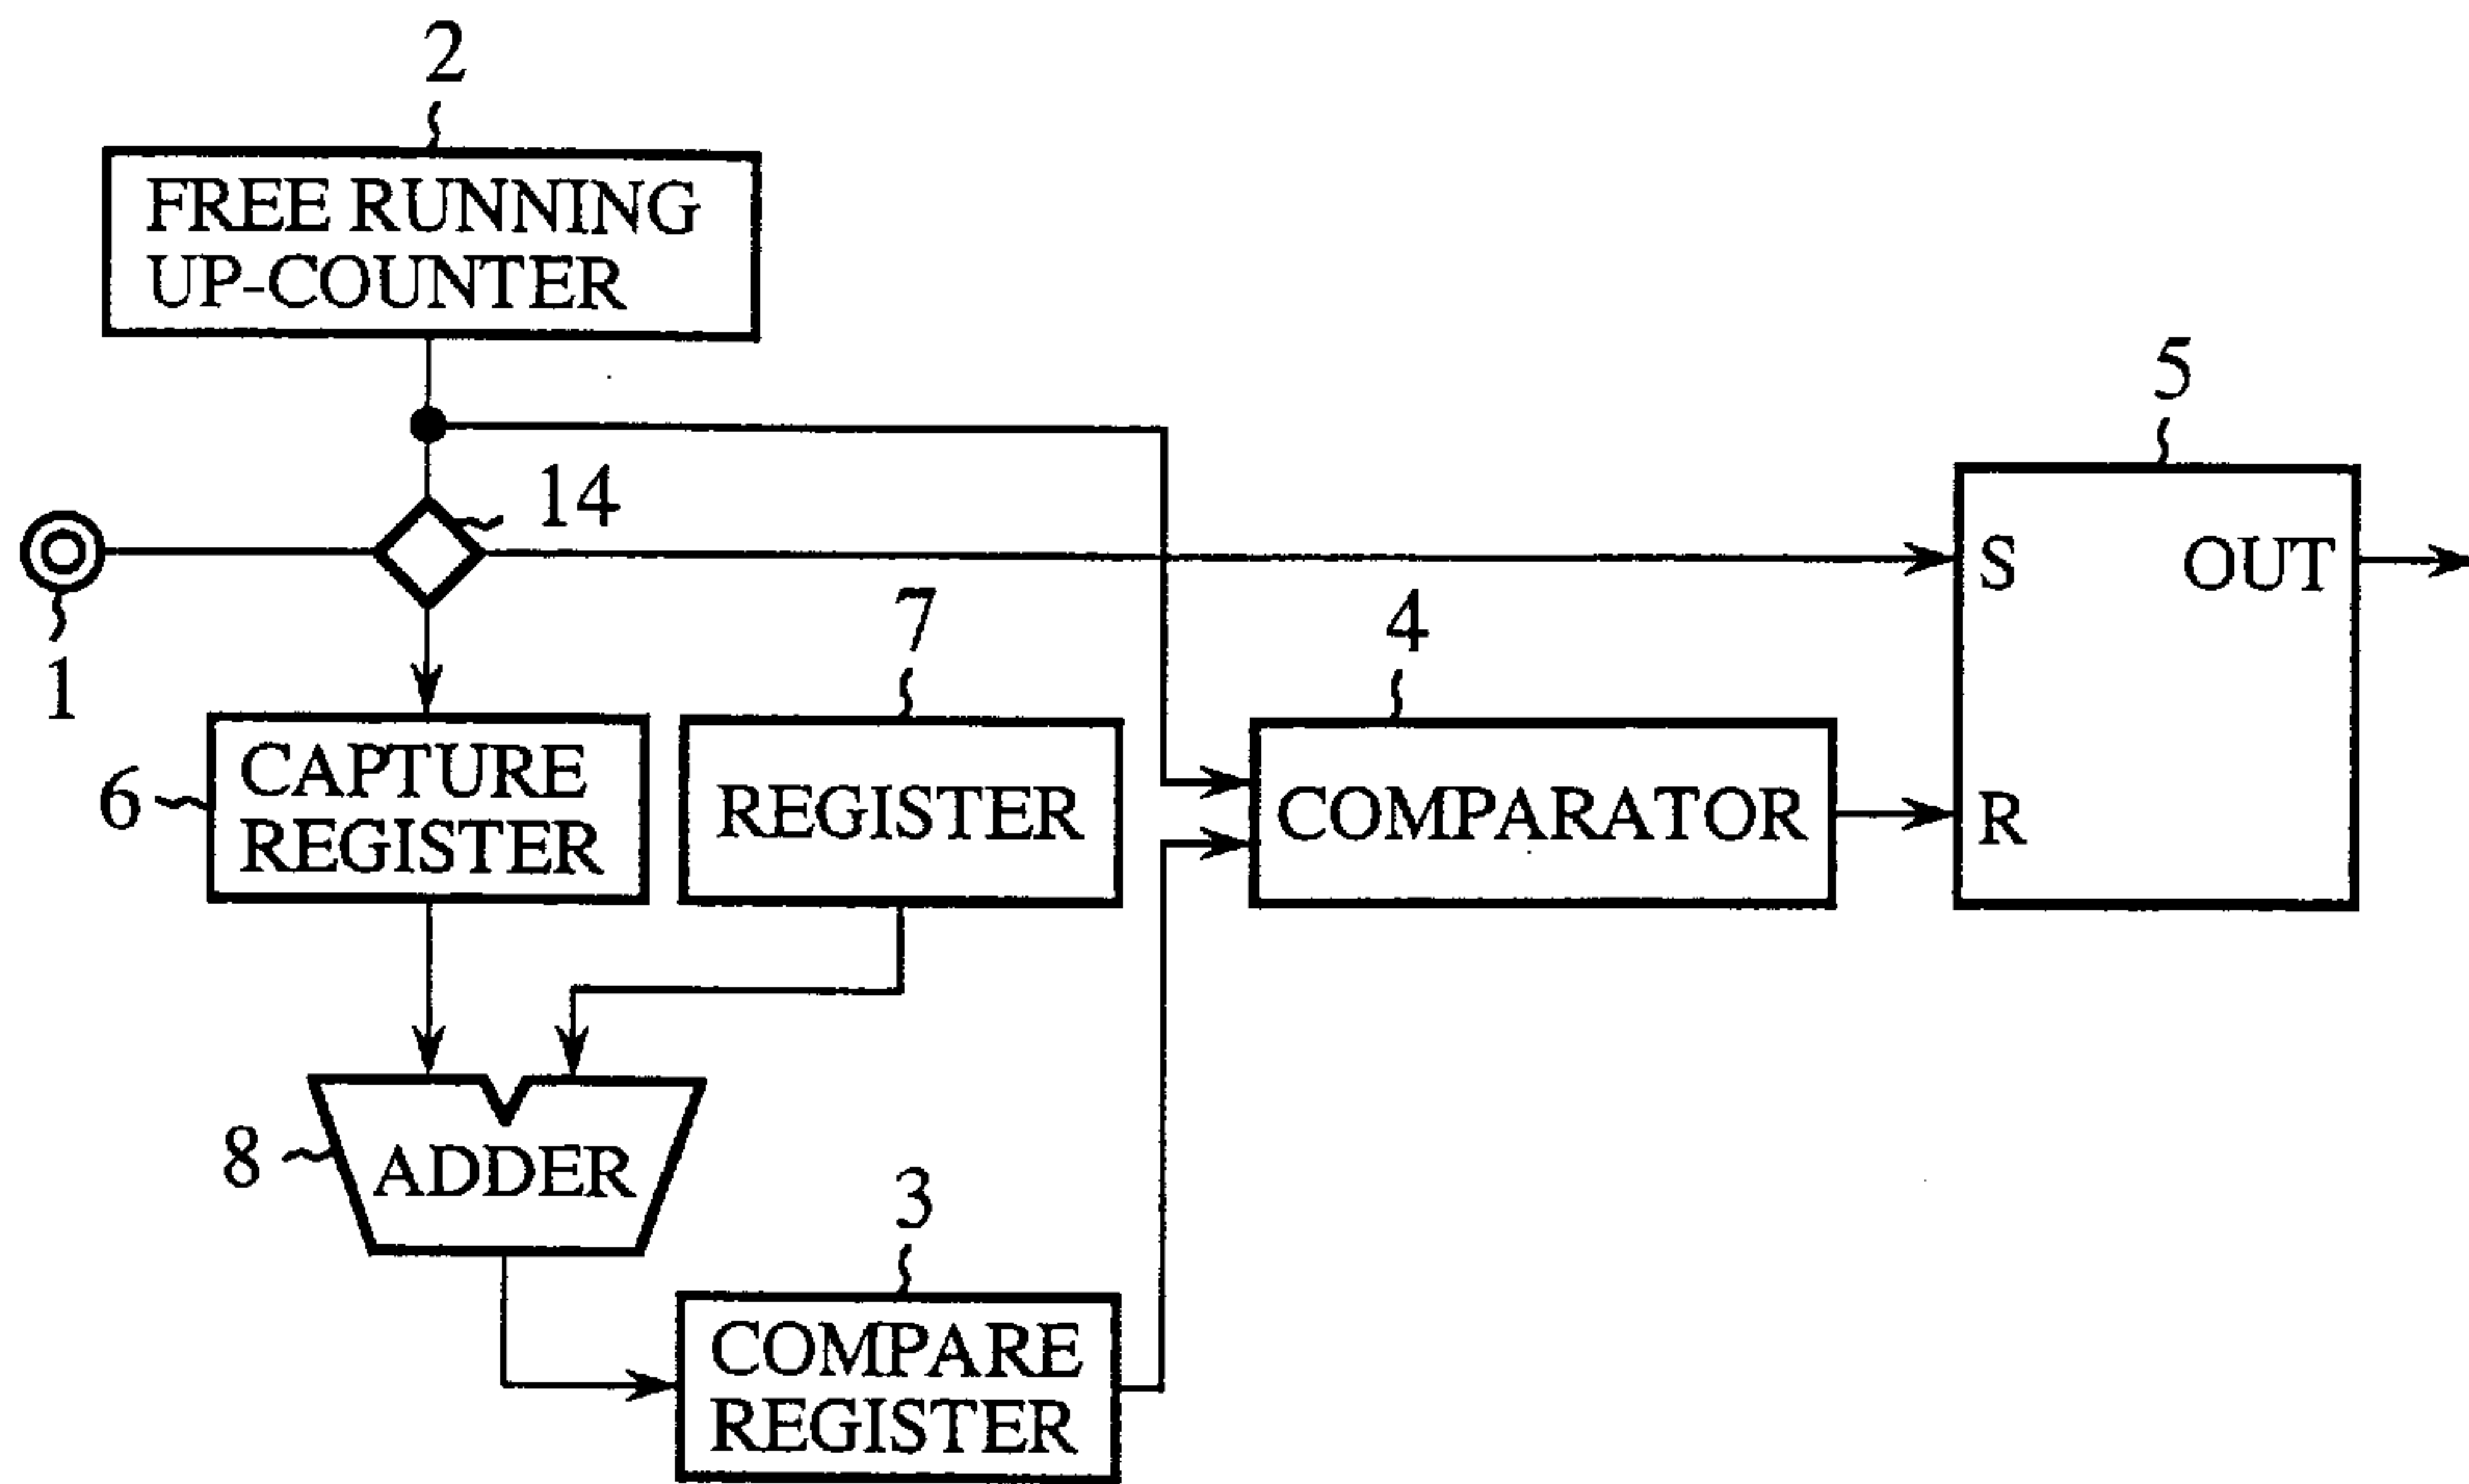 2
FREE RUNNING
UP-COUNTER
5
14
S
OUT
1
7
4
6
CAPTURE
REGISTER
REGISTER
COMPARATOR
R
8
ADDER
3
COMPARE
REGISTER